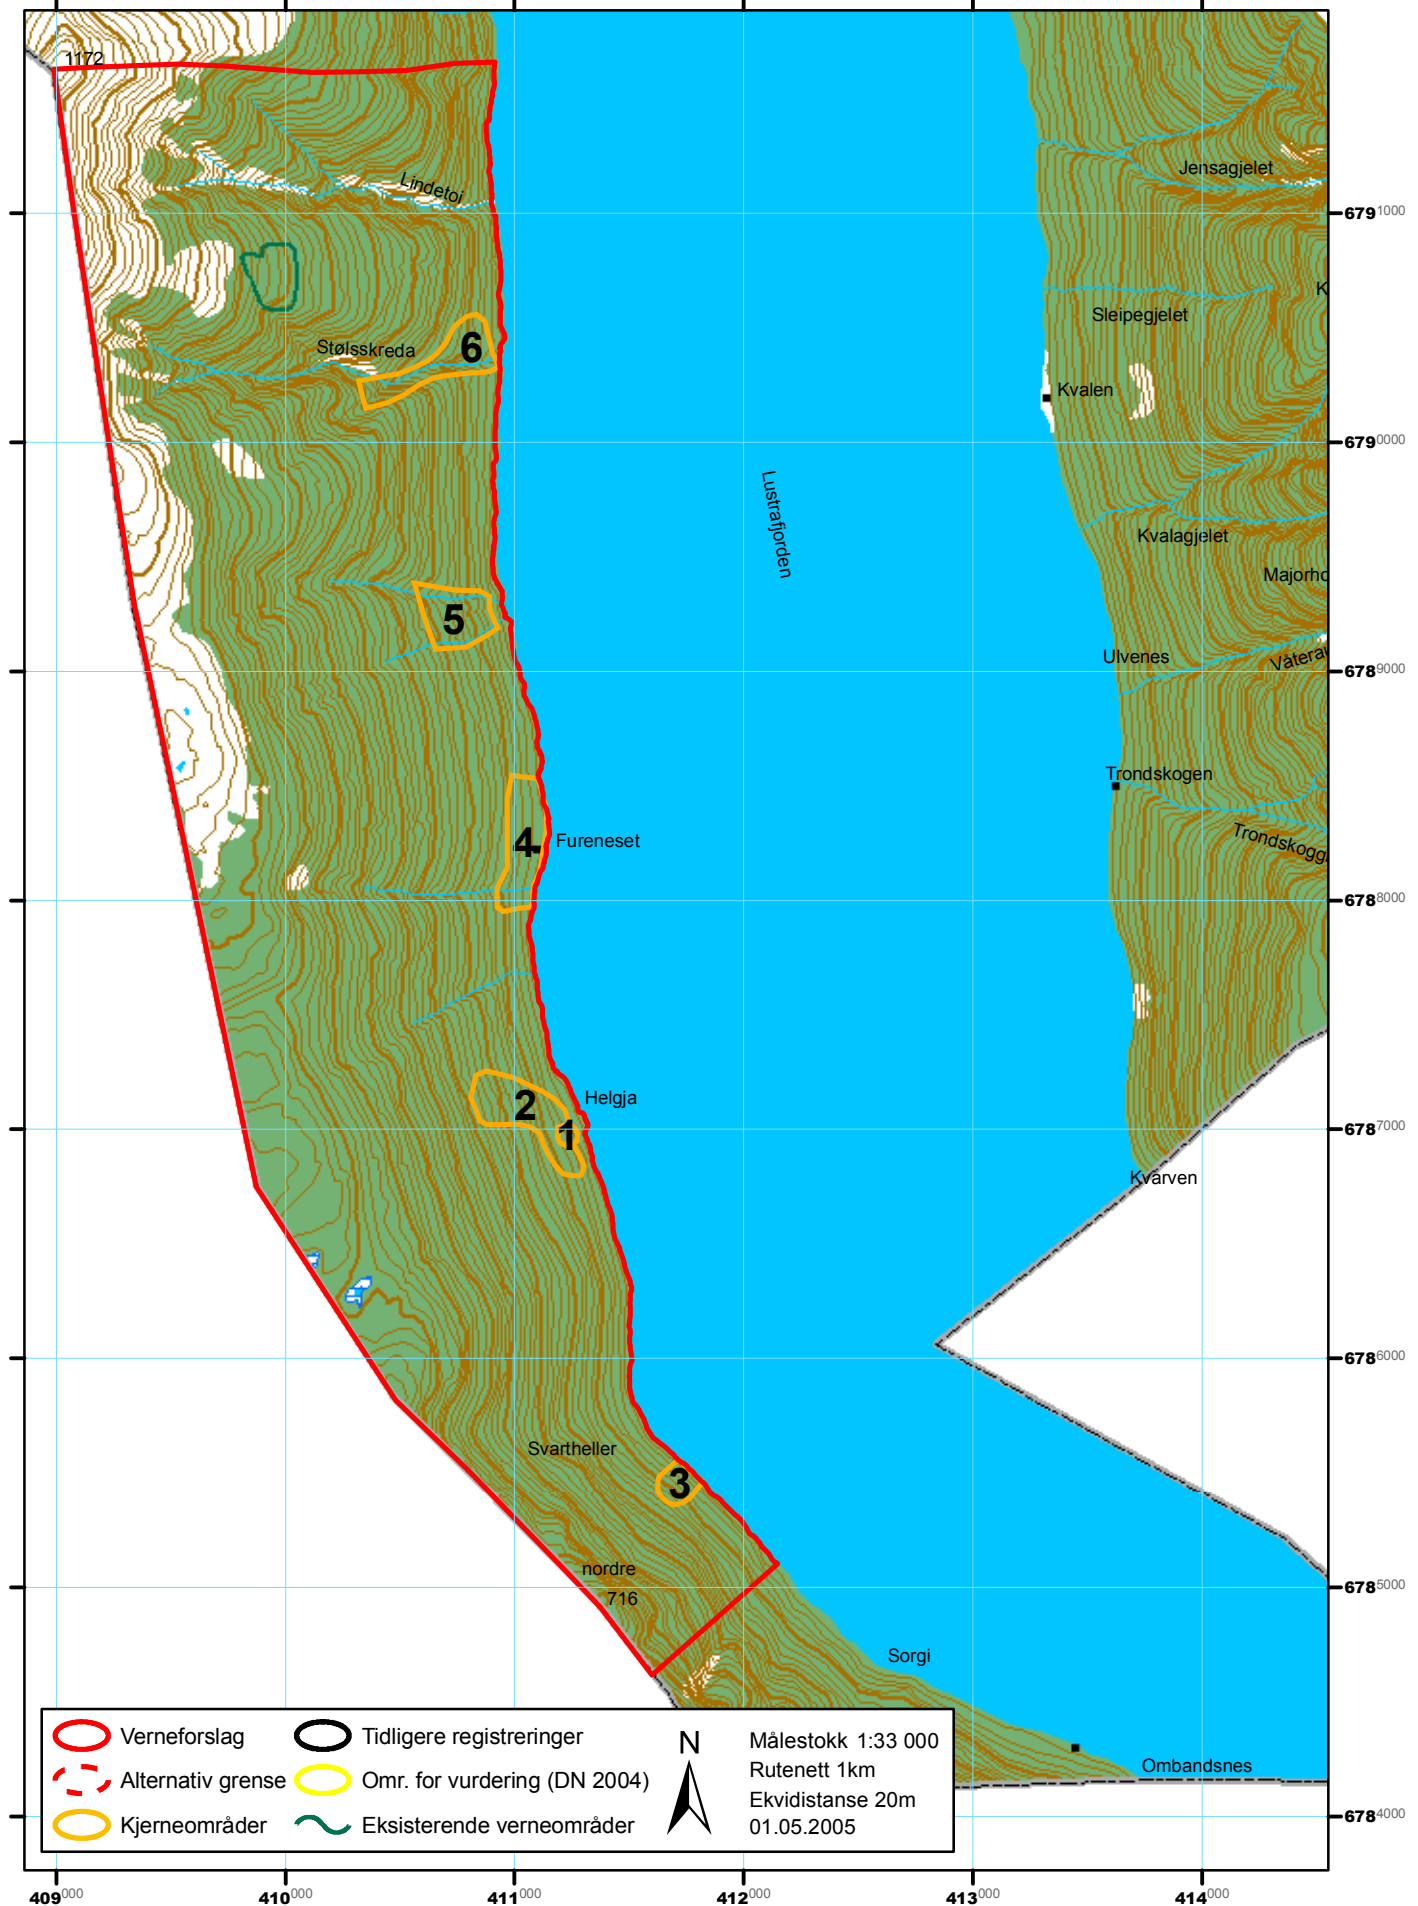 1172
Lindetoi
Jensagjelet
6791000
K
Sleipegjelet
6
Stølsskreda
Kvalen
6790000
Lustrafjorden
Kvalagjelet
Majorho
5
Ulvenes
Våterau
6789000
Trondskogen
4
Fureneset
Trondskoggj
6788000
2
Helgja
1
6787000
Kvarven
6786000
Svartheller
3
nordre
716
6785000
Sorgi
Ombandsnes
6784000
Verneforslag
Alternativ grense
Kjerneområder
Tidligere registreringer
Omr. for vurdering (DN 2004)
Eksisterende verneområder
N
Målestokk 1:33 000
Rutenett 1km
Ekvidistanse 20m
01.05.2005
409000
410000
411000
412000
413000
414000